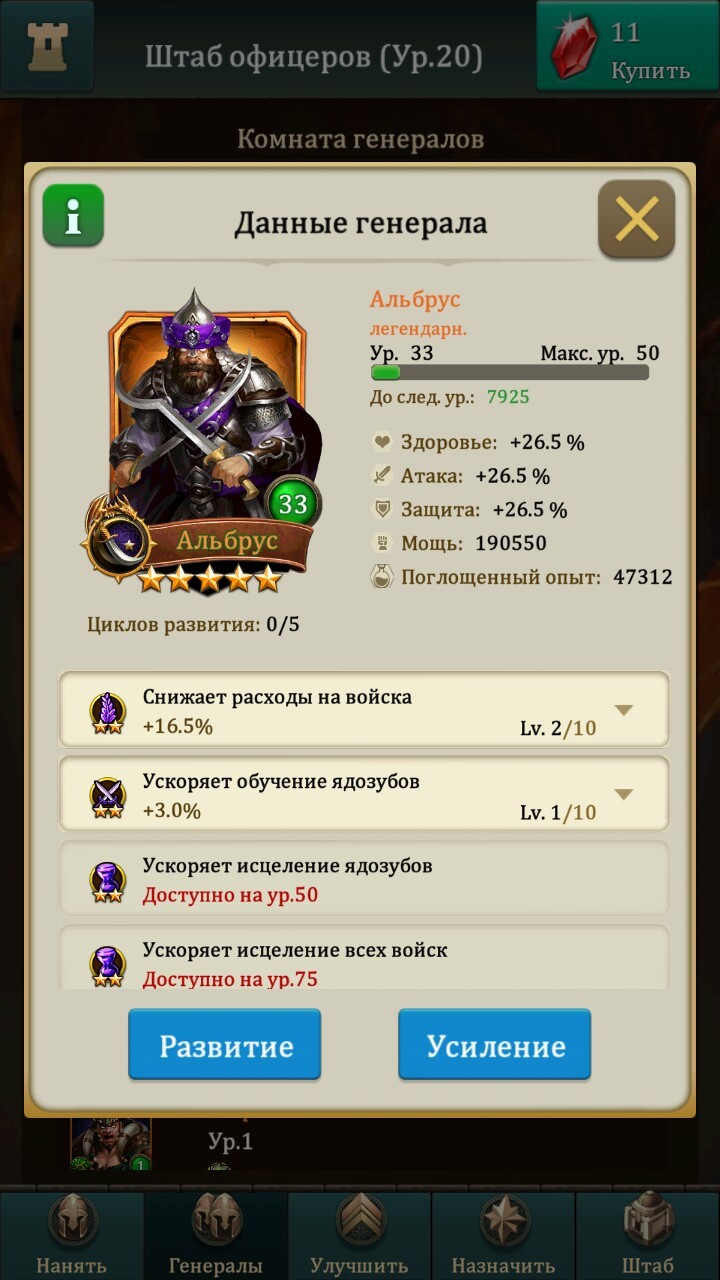 Штаб офицеров (Ур.20)
11
Купить
Комната генералов
i
Данные генерала
Альбрус
легендарн.
Ур. 33 Макс. ур. 50
До след. ур.: 7925
Здоровье: +26.5 %
Атака: +26.5 %
Защита: +26.5 %
Мощь: 190550
Поглощенный опыт: 47312
33
Альбрус
Циклов развития: 0/5
Снижает расходы на войска
+16.5% Lv. 2/10
Ускоряет обучение ядозубов
+3.0% Lv. 1/10
Ускоряет исцеление ядозубов
Доступно на ур.50
Ускоряет исцеление всех войск
Доступно на ур.75
Развитие Усиление
Ур.1
1
Нанять Генералы Улучшить Назначить Штаб